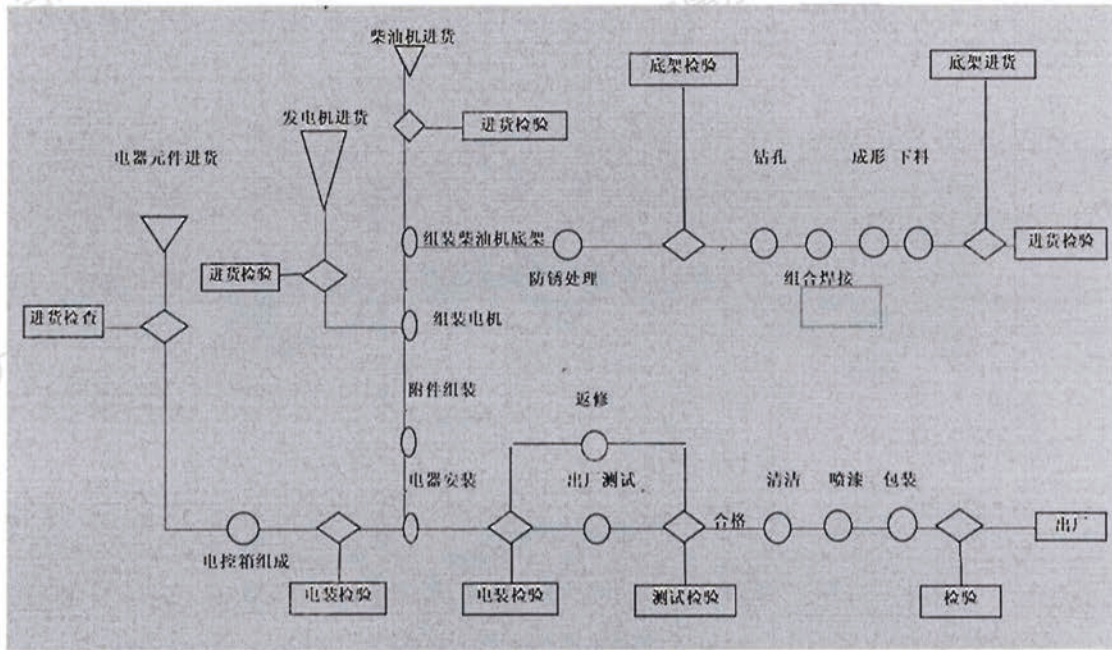 柴油机进货
底架检验
底架进货
发电机进货
进货检验
电器元件进货
钻孔
成形 下料
组装柴油机底架
进货检验
进货检验
防锈处理
组合焊接
进货检查
组装电机
附件组装
返修
电器安装
出厂测试
清洁
喷漆
包装
合格
出厂
电控箱组成
电装检验
电装检验
测试检验
检验